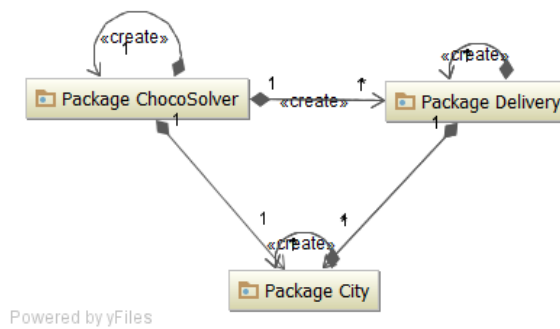 «create»
1
«create»
1
Package ChocoSolver
1
*
«create»
Package Delivery
1
1
1
*
«create»
Package City
Powered by yFiles